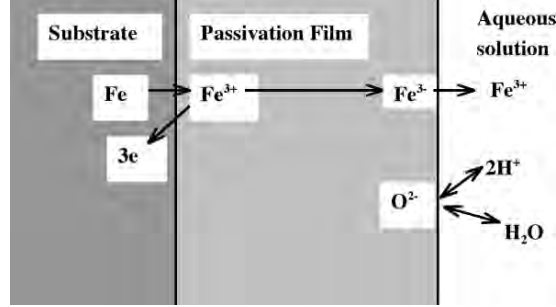 Substrate
Passivation Film
Aqueous
solution
Fe
Fe³⁺
Fe³⁻
Fe³⁺
3e
2H⁺
O²⁻
H₂O